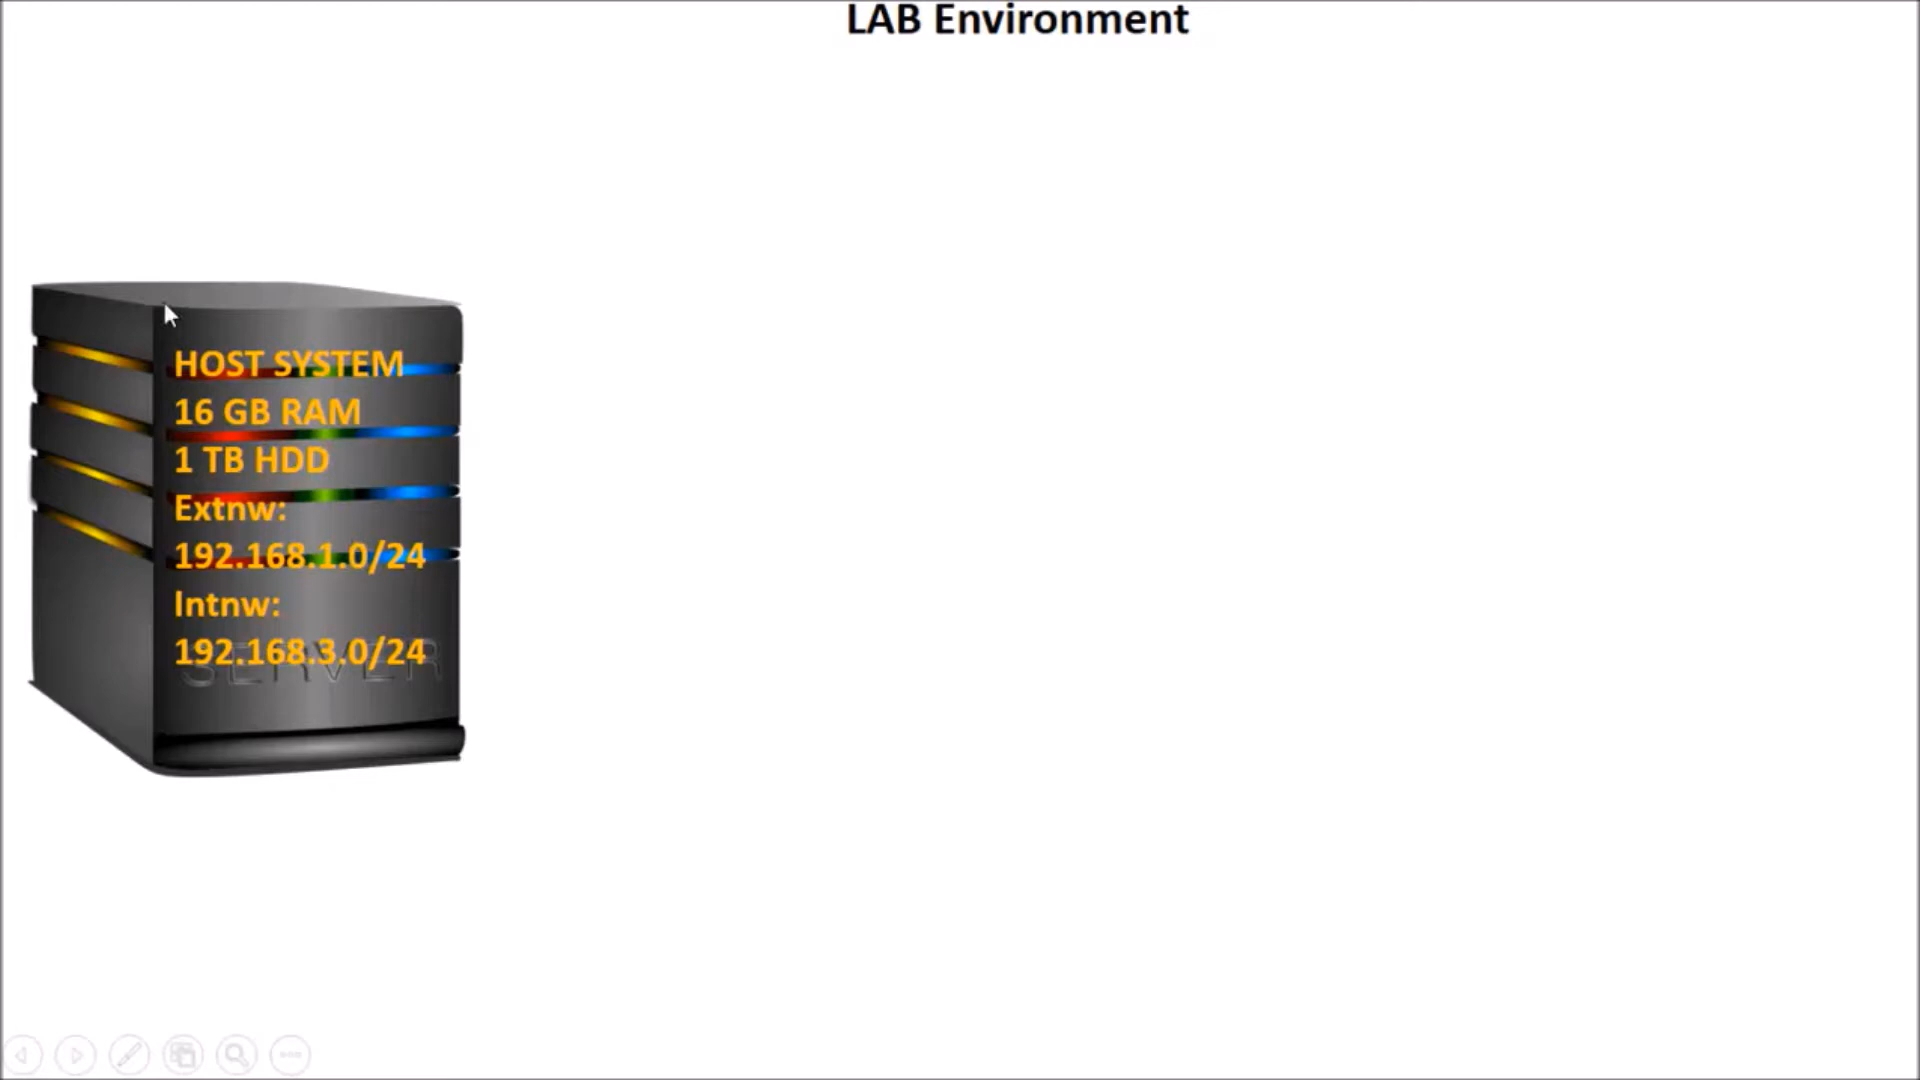 LAB Environment
HOST SYSTEM
16 GB RAM
1 TB HDD
Extnw:
192.168.1.0/24
Intnw:
192.168.3.0/24
SERVER